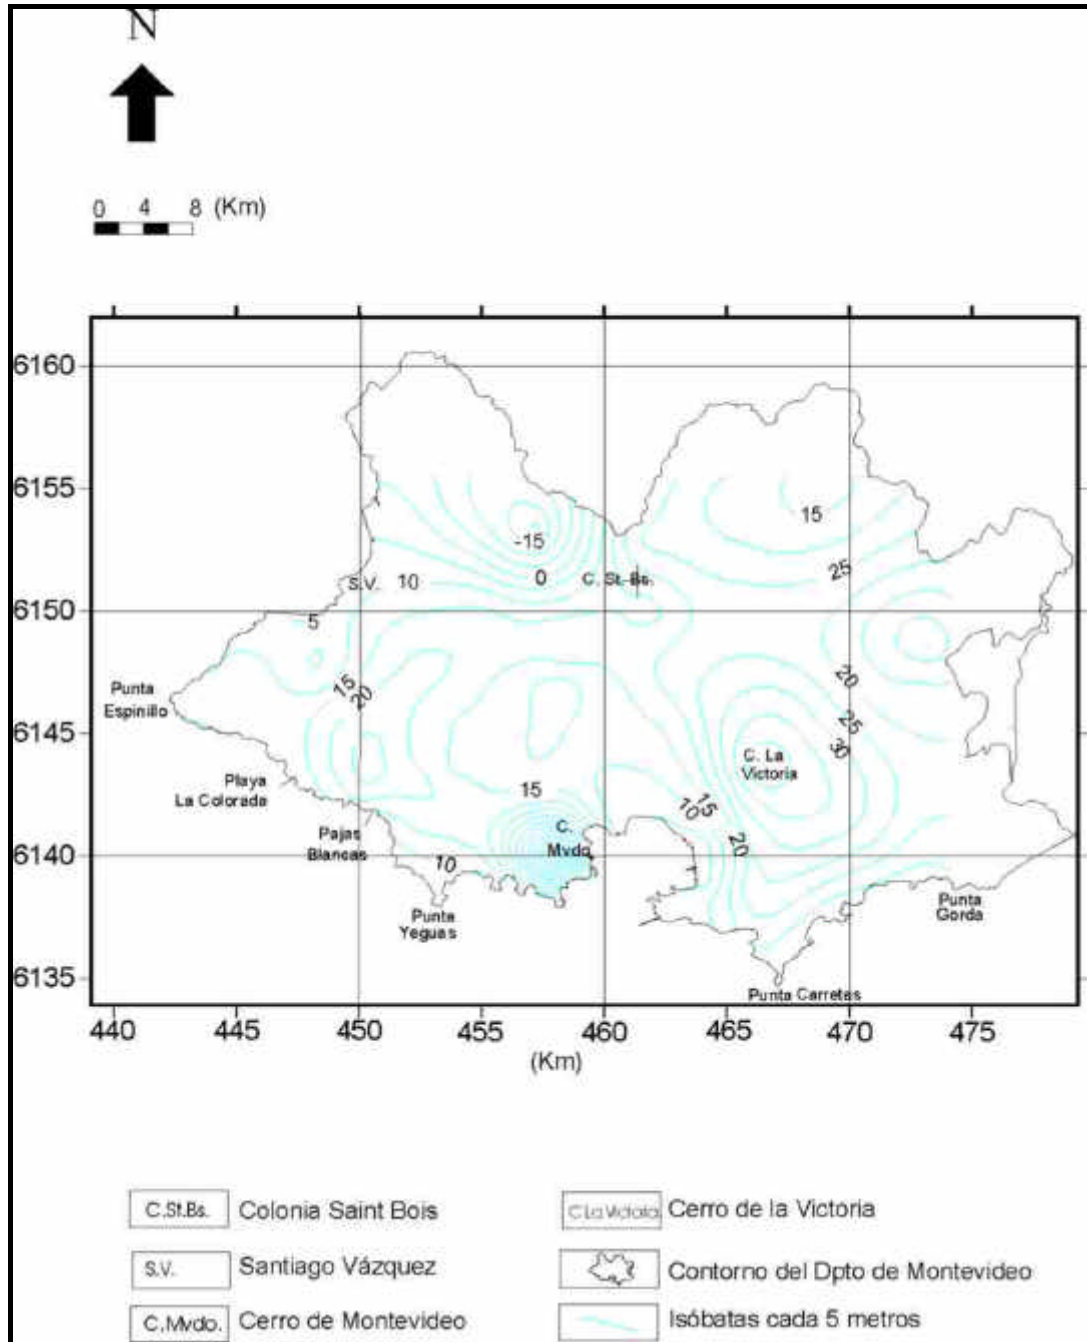 N
0 4 8 (Km)
6160
6155
15
-15
25
S.V. 10 0 C. St.-Bs.
6150
5
20
Punta
Espinillo
15
20
25
6145
30
C. La
Victoria
Playa
La Colorada
15
15
10
Pajas
Blancas
C.
Mvdo
20
6140
10
Punta
Yeguas
Punta
Gorda
6135
Punta Carretas
440 445 450 455 460 465 470 475
(Km)
C.St.Bs. Colonia Saint Bois
C La Victoria. Cerro de la Victoria
S.V. Santiago Vázquez
Contorno del Dpto de Montevideo
C.Mvdo. Cerro de Montevideo
Isóbatas cada 5 metros